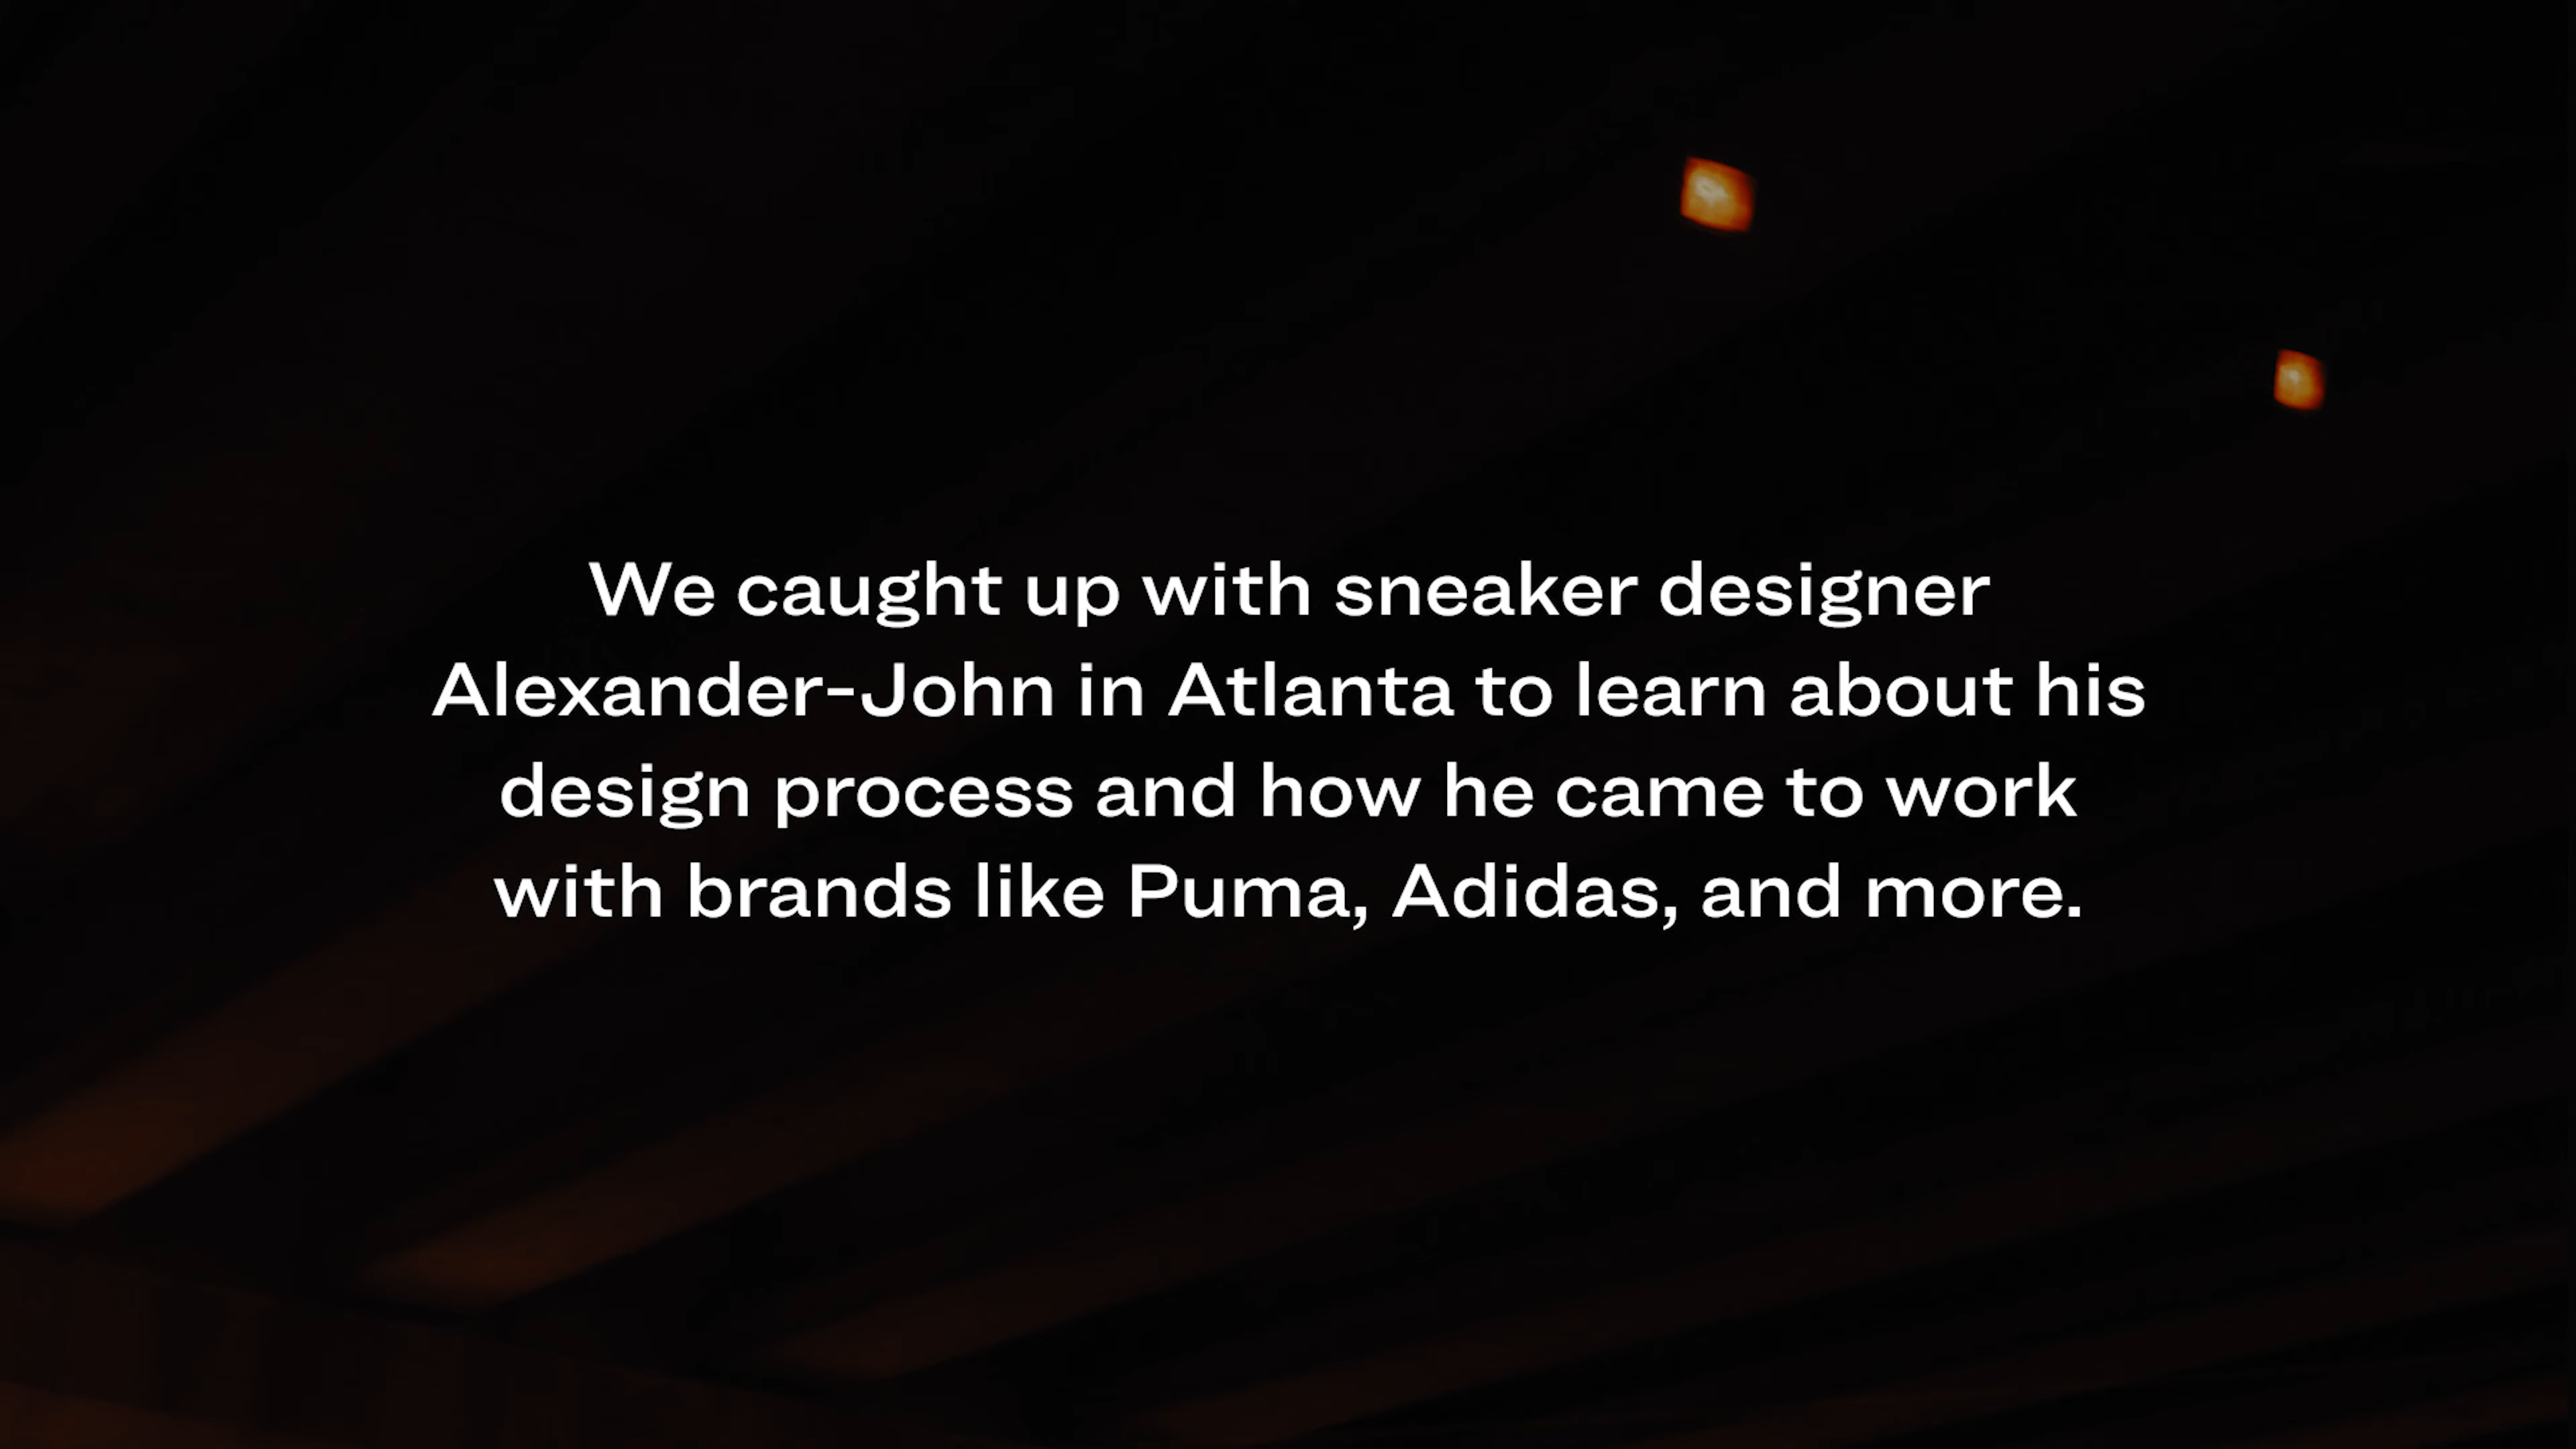 We caught up with sneaker designer
Alexander-John in Atlanta to learn about his
design process and how he came to work
with brands like Puma, Adidas, and more.